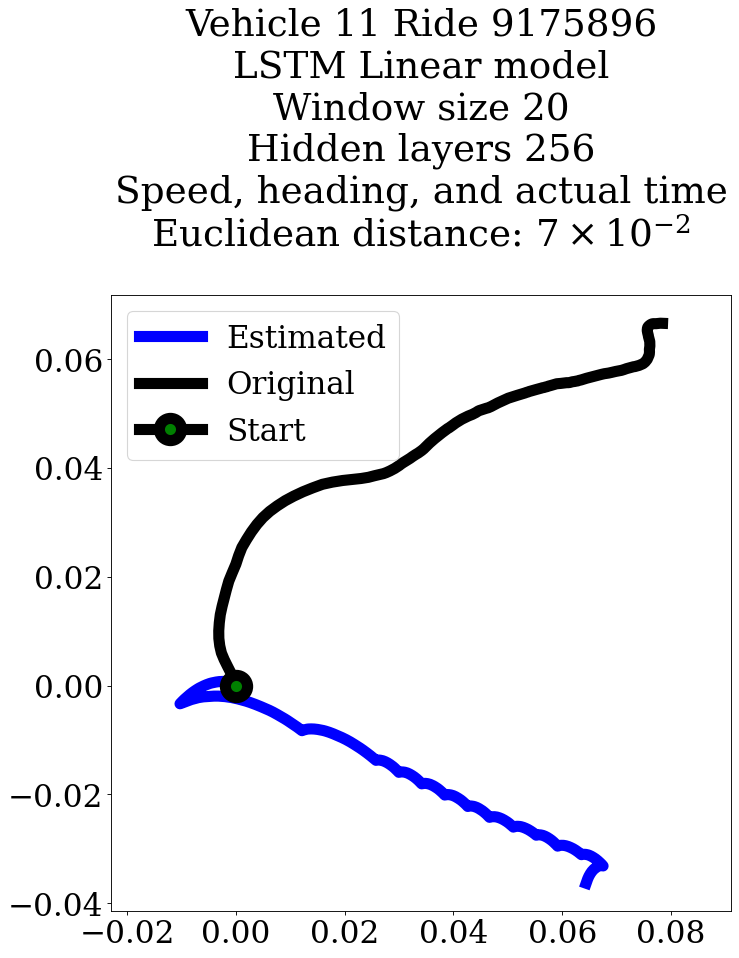 Vehicle 11 Ride 9175896
LSTM Linear model
Window size 20
Hidden layers 256
Speed, heading, and actual time
Euclidean distance: 7 × 10⁻²
Estimated
Original
Start
0.06
0.04
0.02
0.00
−0.02
−0.04
−0.02 0.00 0.02 0.04 0.06 0.08